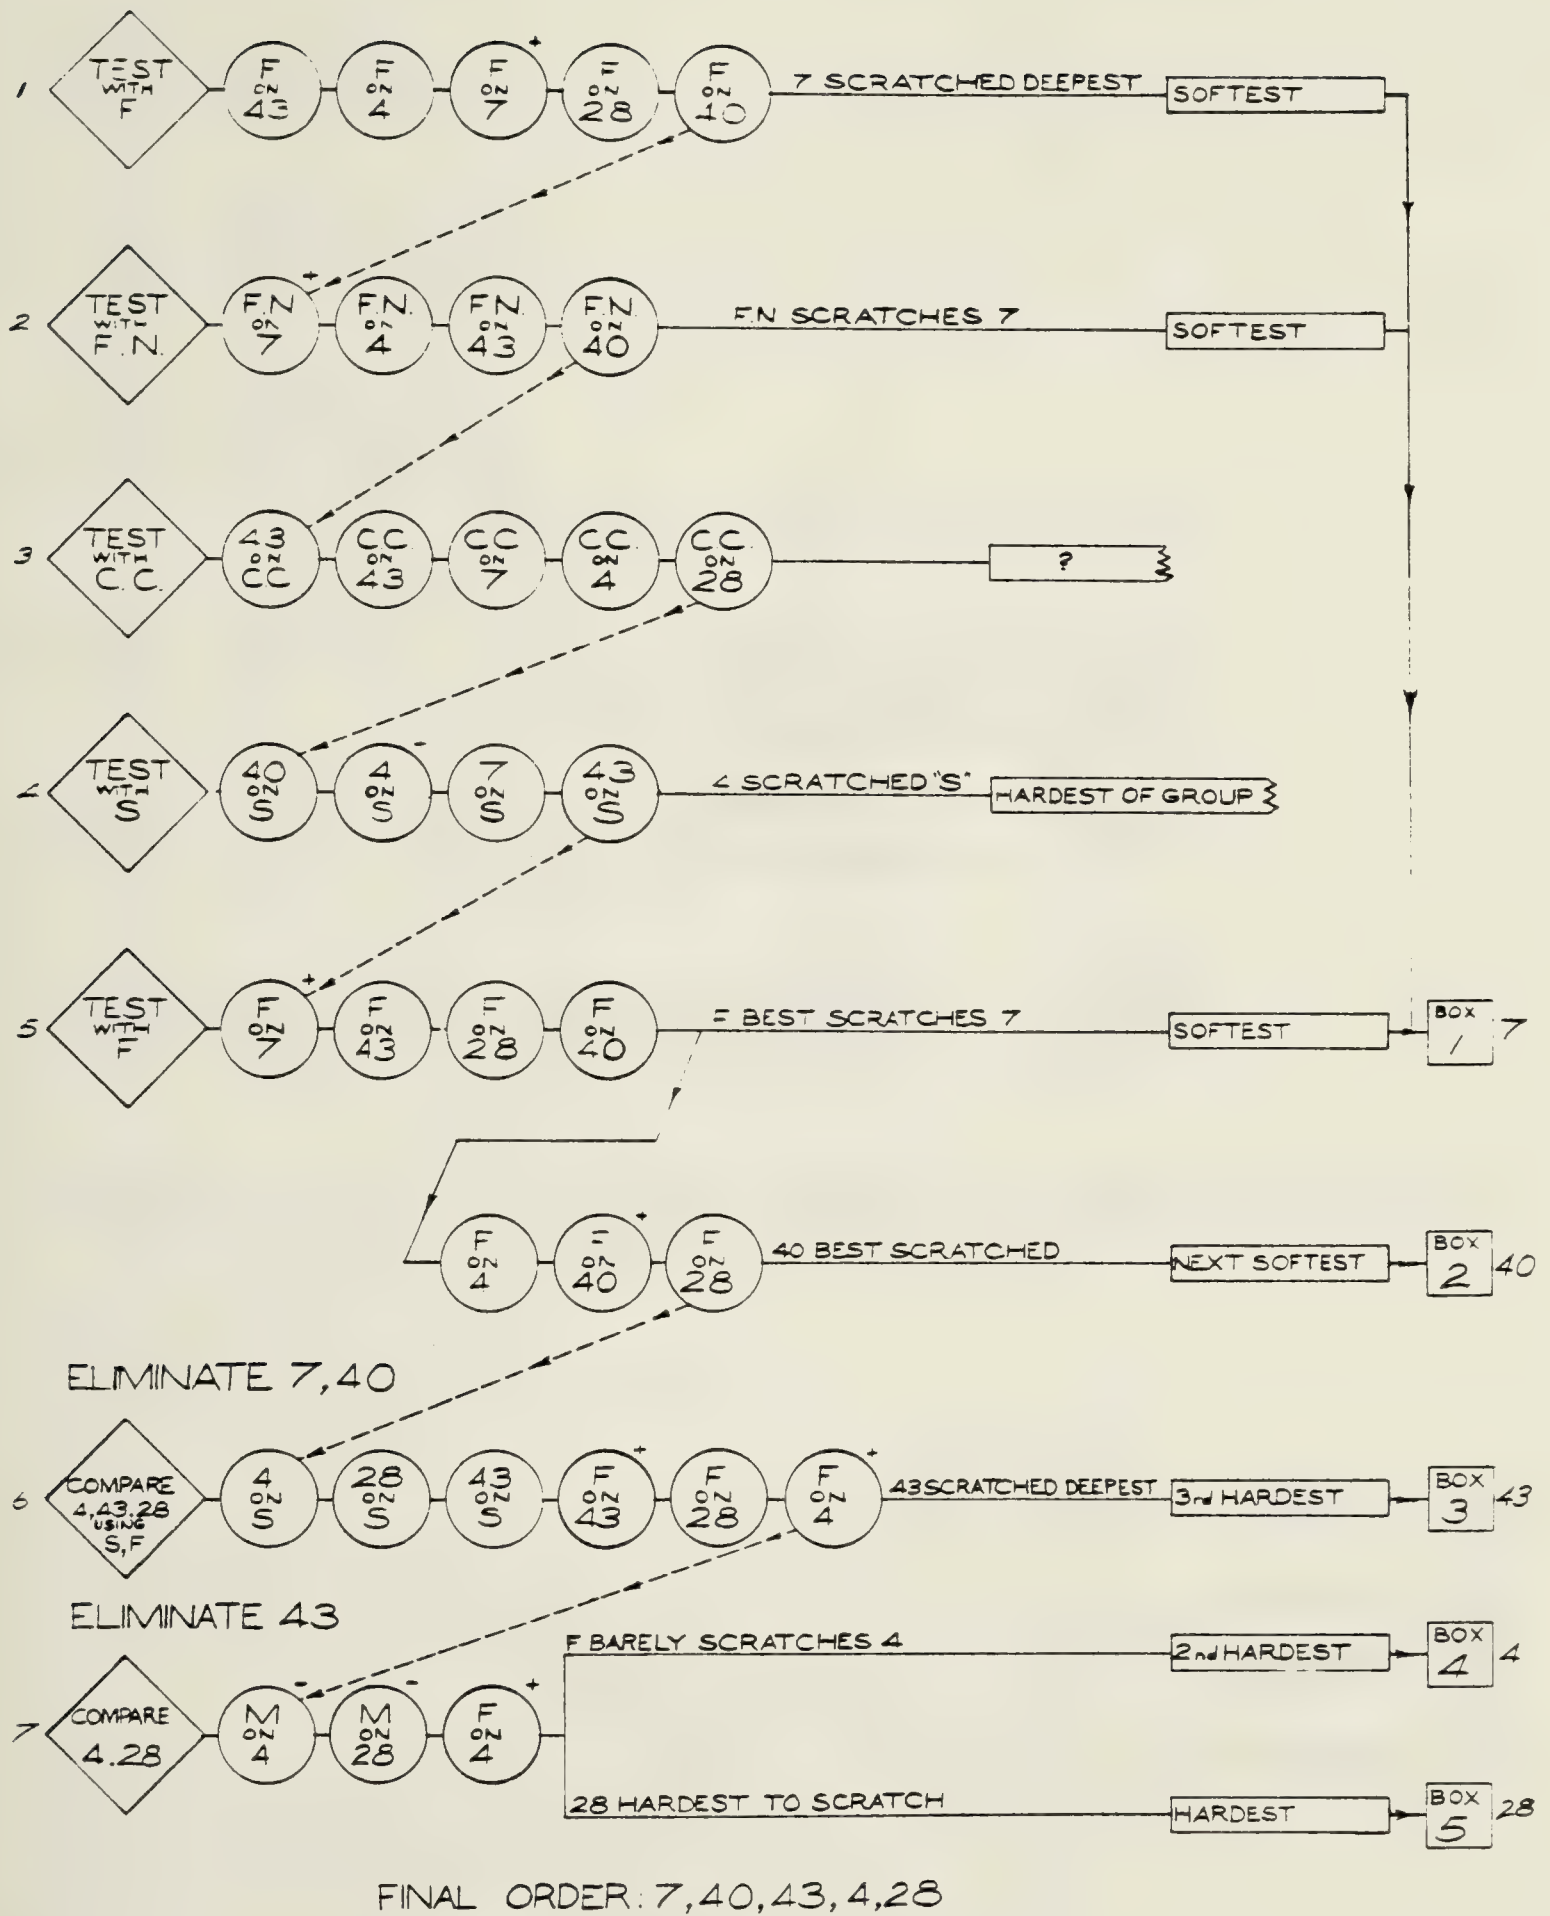 1
TEST
WITH
F
F
ON
43
F
ON
4
F
ON
7
+
F
ON
28
F
ON
40
7 SCRATCHED DEEPEST
SOFTEST
2
TEST
WITH
F.N.
F.N
ON
7
+
F.N.
ON
4
F.N.
ON
43
F.N.
ON
40
F.N SCRATCHES 7
SOFTEST
3
TEST
WITH
C.C.
43
ON
CC
C.C.
ON
43
C.C.
ON
7
C.C.
ON
4
C.C.
ON
28
?
4
TEST
WITH
S
40
ON
S
4
ON
S
-
7
ON
S
43
ON
S
4 SCRATCHED "S"
HARDEST OF GROUP
5
TEST
WITH
F
F
ON
7
+
F
ON
43
F
ON
28
F
ON
40
F BEST SCRATCHES 7
SOFTEST
BOX
1
7
F
ON
4
F
ON
40
+
F
ON
28
40 BEST SCRATCHED
NEXT SOFTEST
BOX
2
40
ELIMINATE 7,40
6
COMPARE
4,43.28
USING
S,F
4
ON
S
28
ON
S
43
ON
S
F
ON
43
+
F
ON
28
F
ON
4
+
43 SCRATCHED DEEPEST
3rd HARDEST
BOX
3
43
ELIMINATE 43
7
COMPARE
4.28
M
ON
4
-
M
ON
28
-
F
ON
4
+
F BARELY SCRATCHES 4
2nd HARDEST
BOX
4
4
28 HARDEST TO SCRATCH
HARDEST
BOX
5
28
FINAL ORDER: 7,40,43,4,28